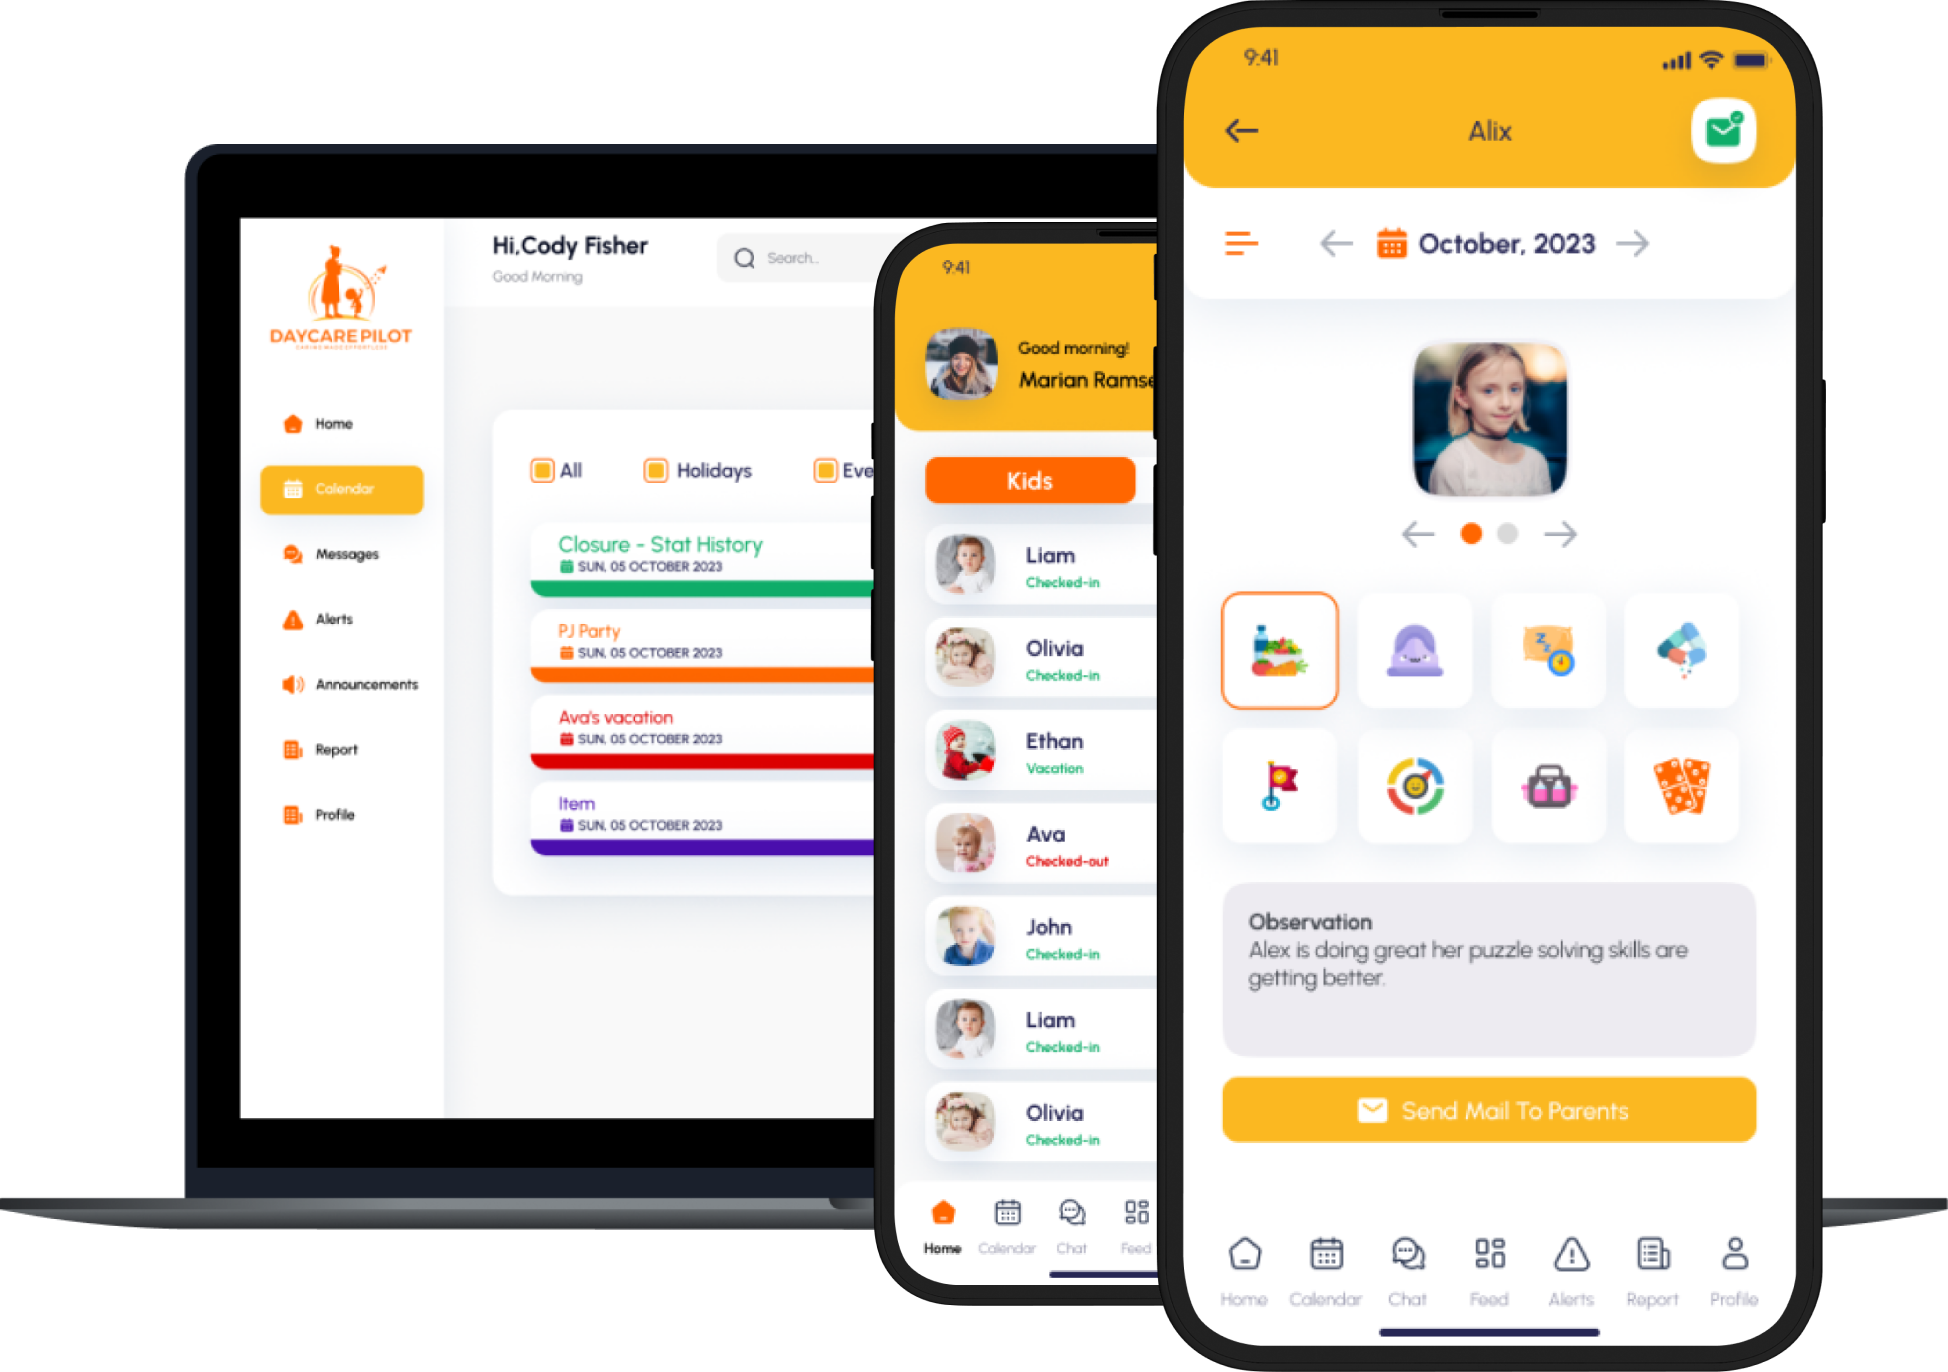 DAYCARE PILOT
Home
Calendar
Messages
Alerts
Announcements
Report
Profile
Hi,Cody Fisher
Good Morning
Search..
All
Holidays
Eve
Closure - Stat History
SUN, 05 OCTOBER 2023
PJ Party
SUN, 05 OCTOBER 2023
Ava's vacation
SUN, 05 OCTOBER 2023
Item
SUN, 05 OCTOBER 2023
9:41
Good morning!
Marian Ramse
Kids
Liam
Checked-in
Olivia
Checked-in
Ethan
Vacation
Ava
Checked-out
John
Checked-in
Liam
Checked-in
Olivia
Checked-in
Home
Calendar
Chat
Feed
9:41
Alix
October, 2023
Observation
Alex is doing great her puzzle solving skills are
getting better.
Send Mail To Parents
Home
Calendar
Chat
Feed
Alerts
Report
Profile